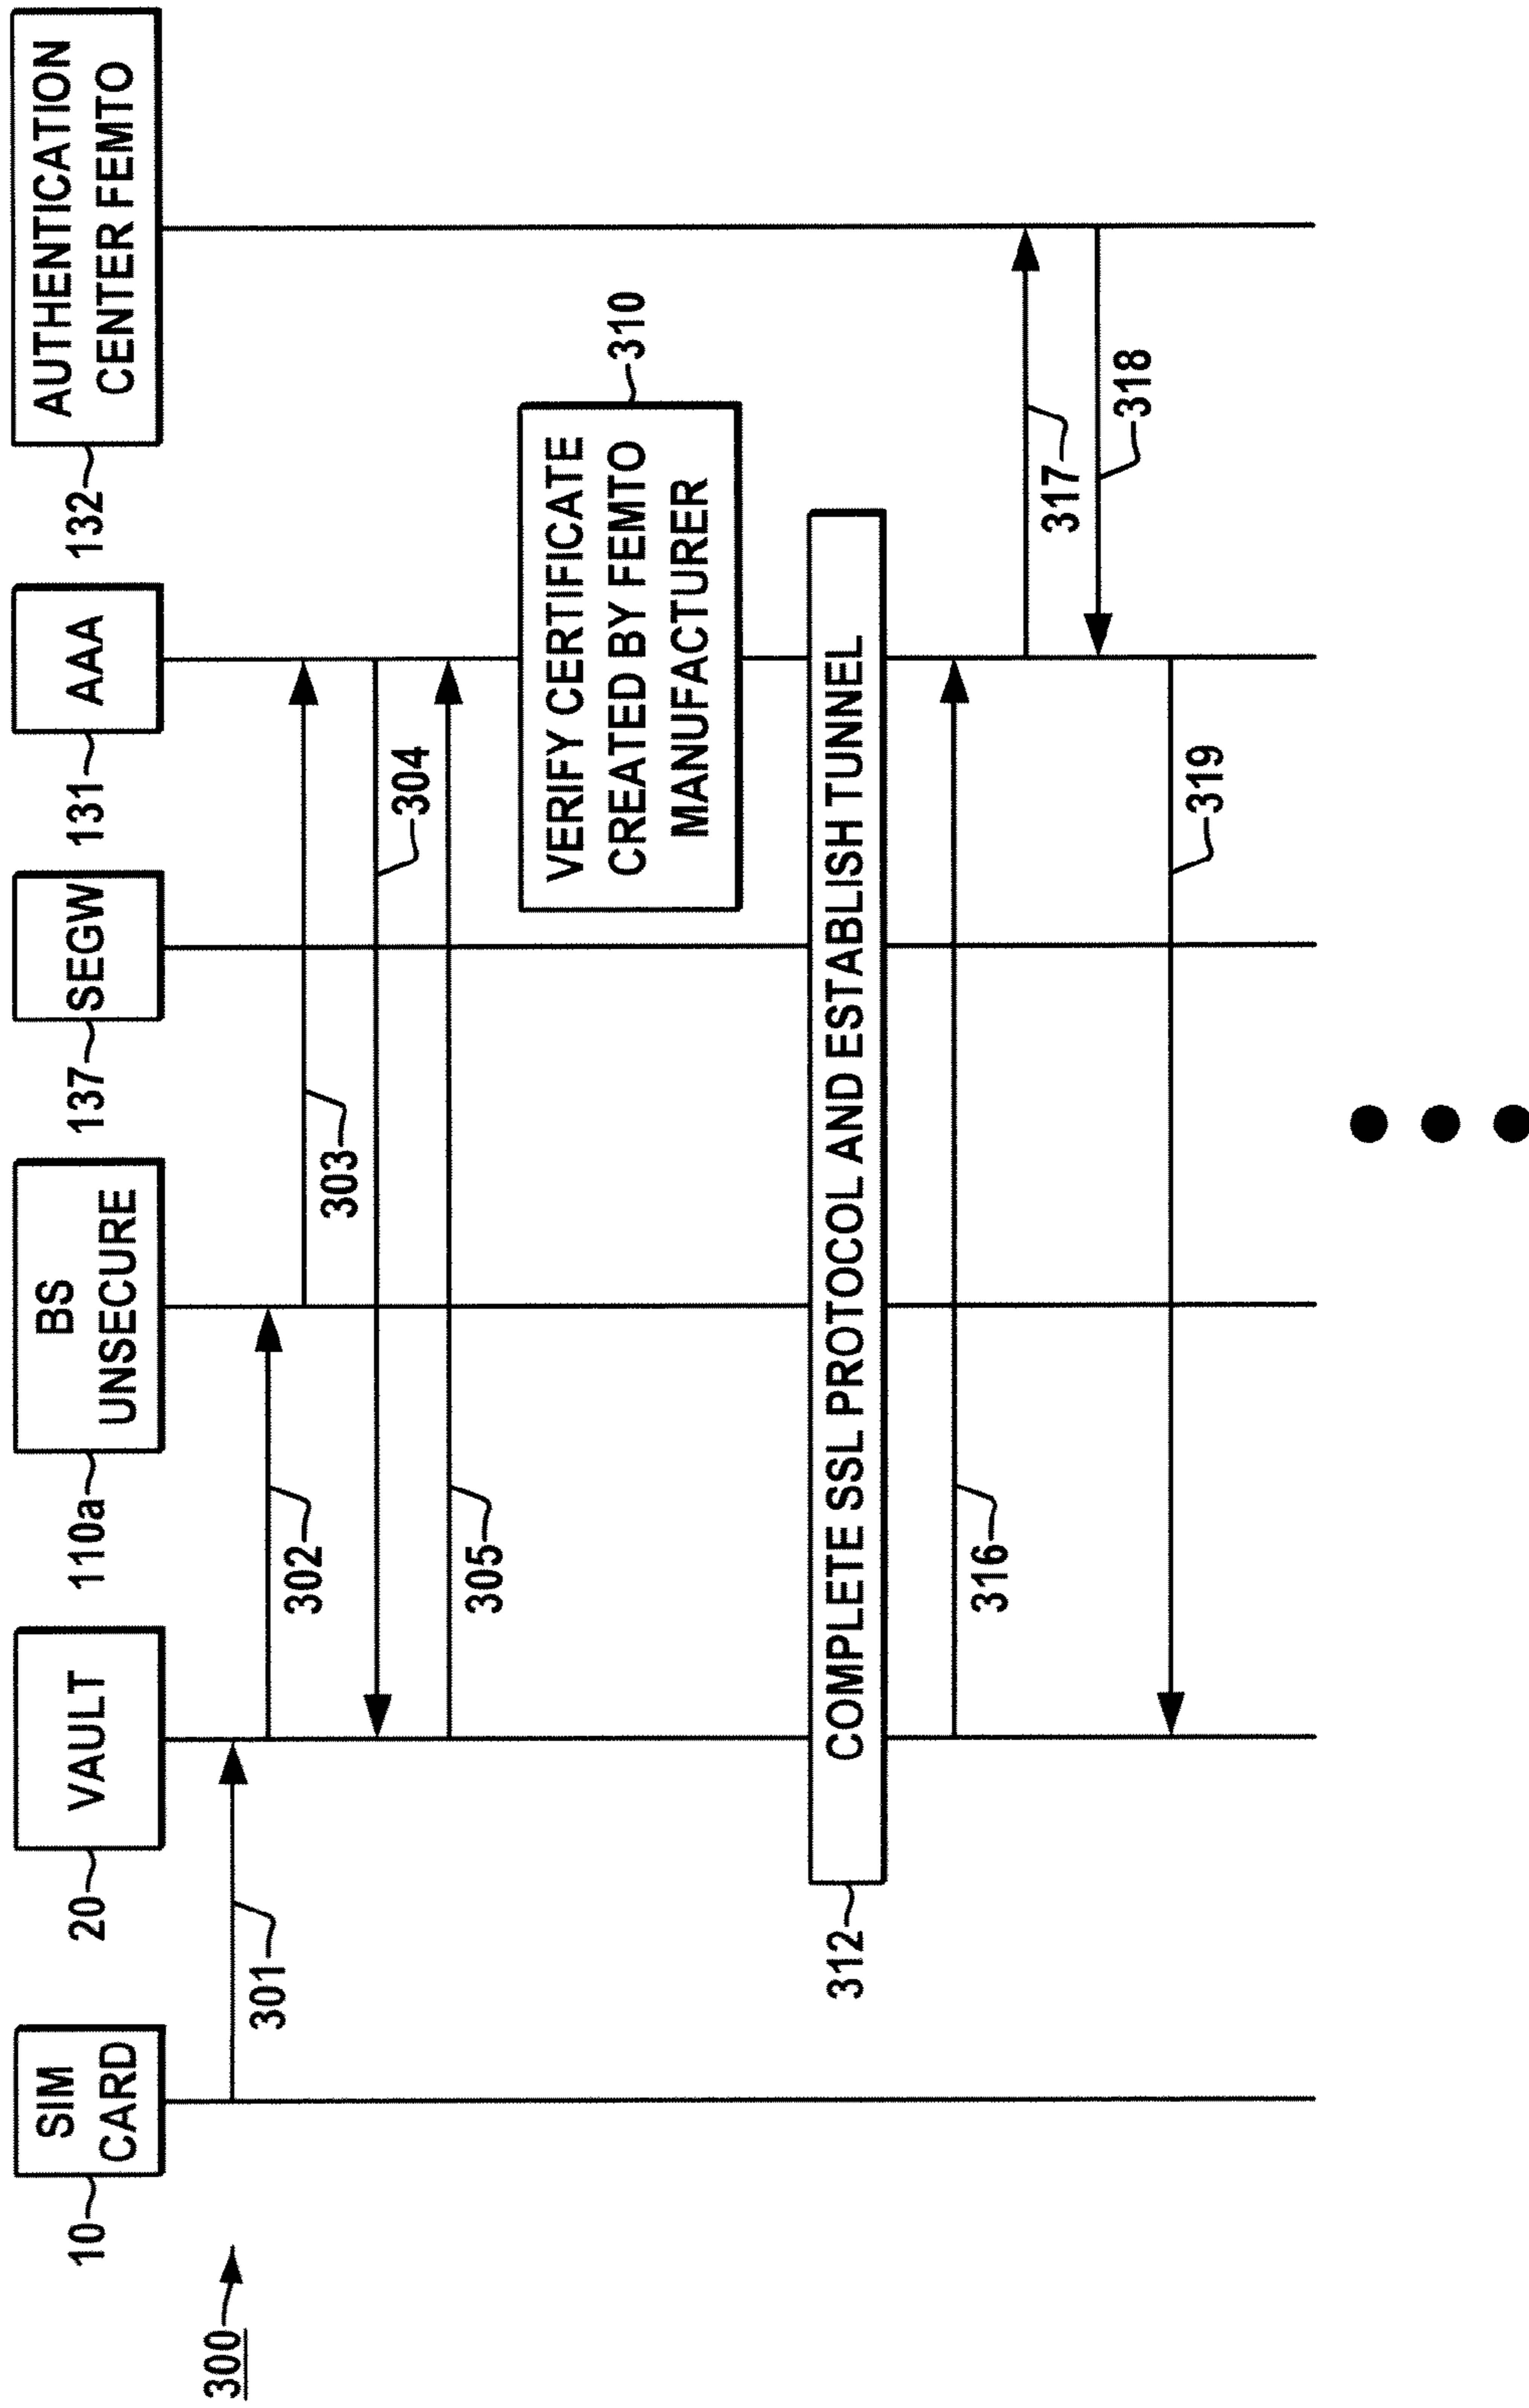 10
SIM
CARD
20
VAULT
110a
BS
UNSECURE
137
SEGW
131
AAA
132
AUTHENTICATION
CENTER FEMTO
300
301
302
303
304
305
VERIFY CERTIFICATE
CREATED BY FEMTO
MANUFACTURER
310
312
COMPLETE SSL PROTOCOL AND ESTABLISH TUNNEL
316
317
318
319